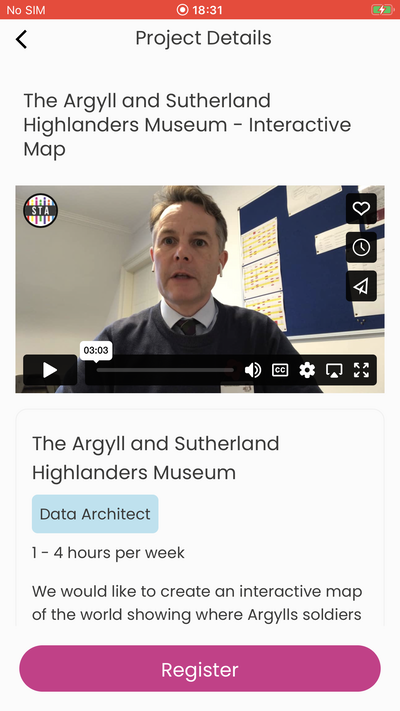 No SIM
18:31
Project Details
The Argyll and Sutherland
Highlanders Museum - Interactive
Map
STA
03:03
CC
The Argyll and Sutherland
Highlanders Museum
Data Architect
1 - 4 hours per week
We would like to create an interactive map
of the world showing where Argylls soldiers
Register